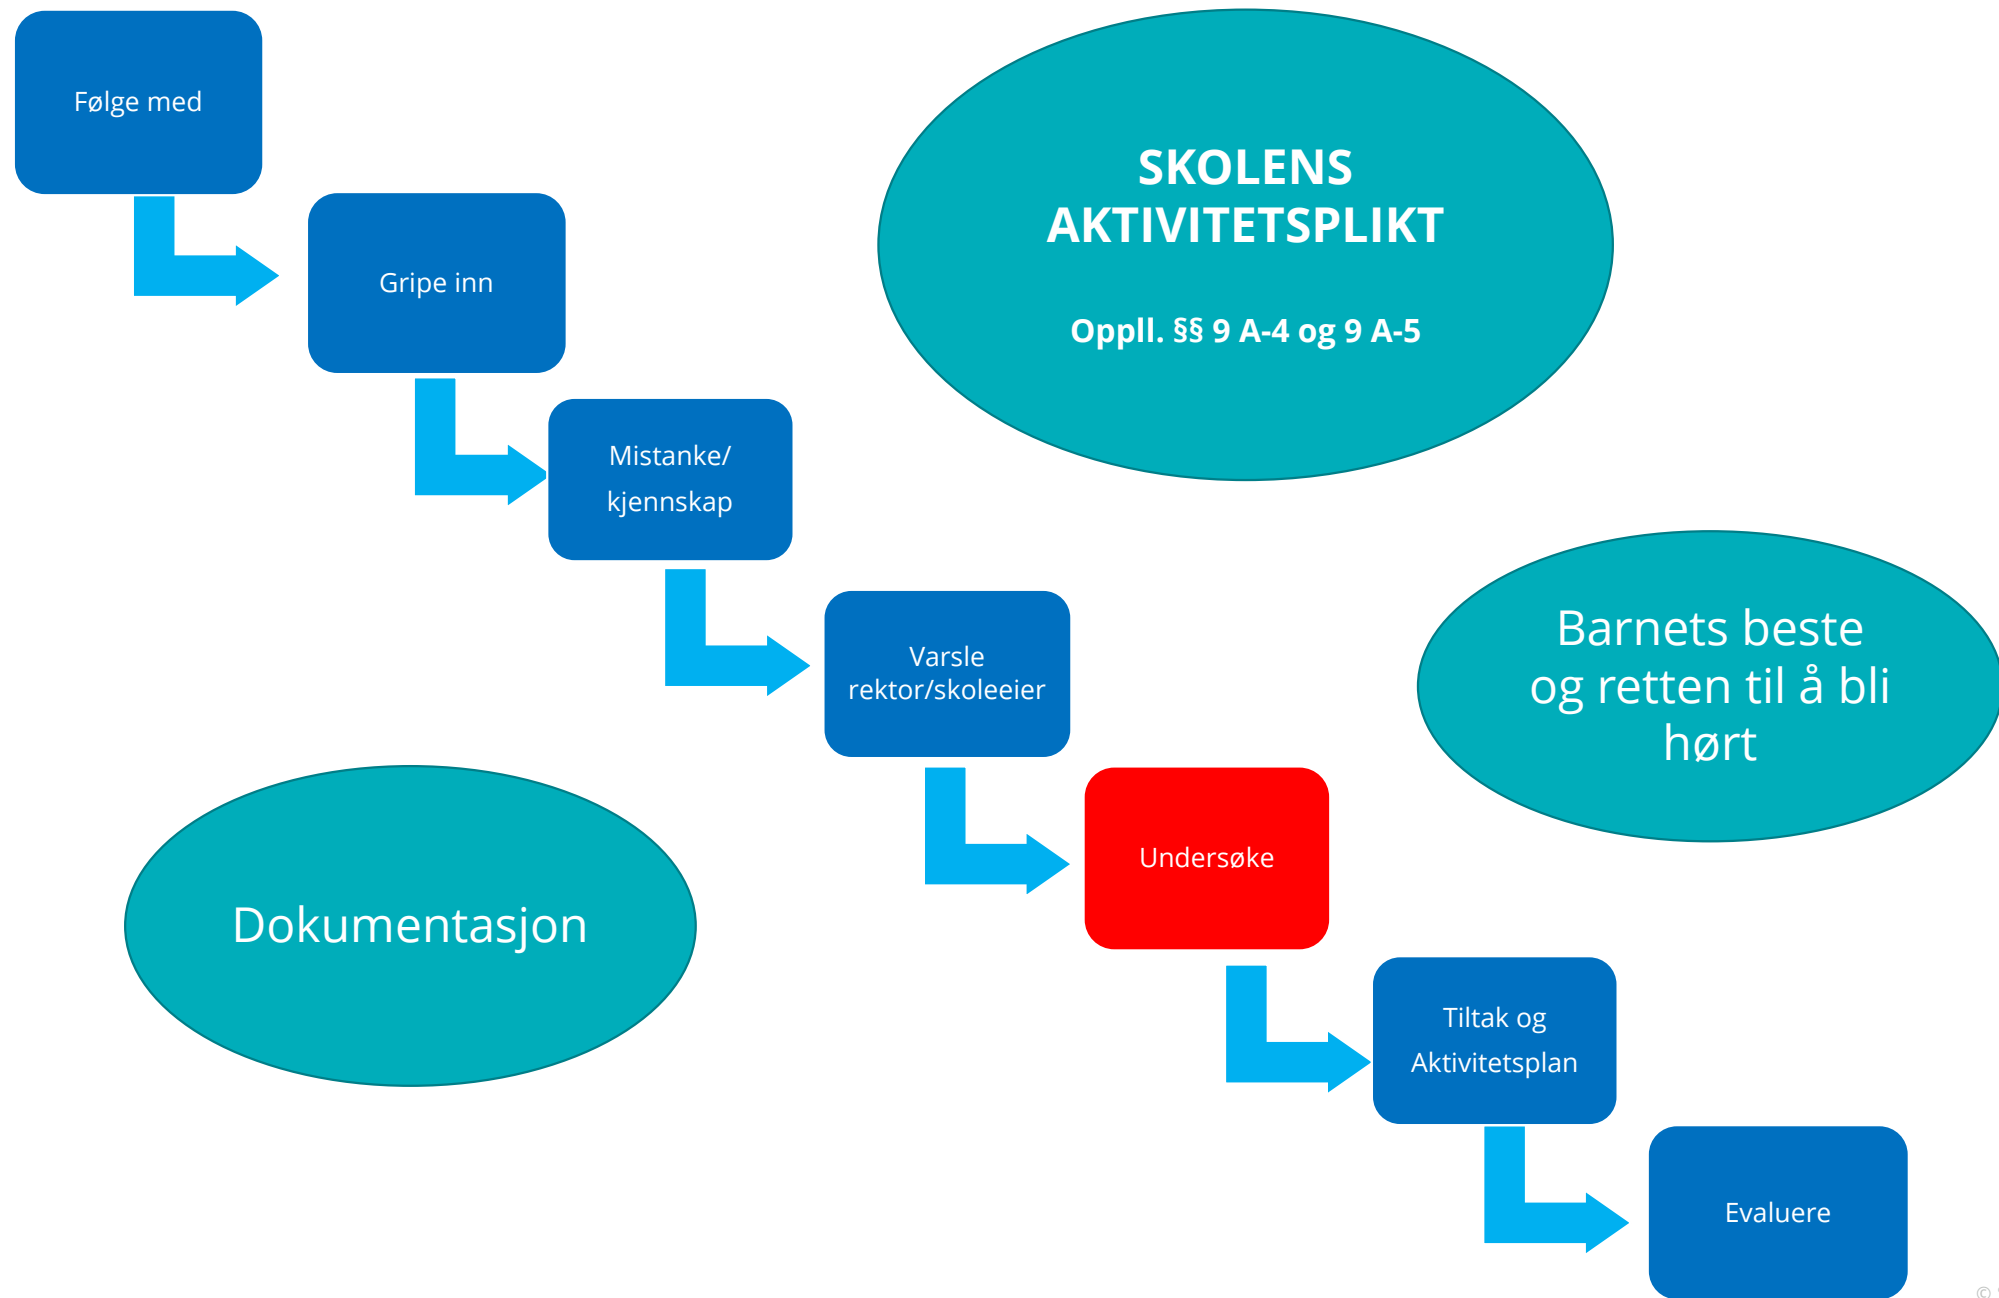 Følge med
SKOLENS
AKTIVITETSPLIKT
Oppll. §§ 9 A-4 og 9 A-5
Gripe inn
Mistanke/
kjennskap
Varsle
rektor/skoleeier
Barnets beste
og retten til å bli
hørt
Undersøke
Dokumentasjon
Tiltak og
Aktivitetsplan
Evaluere
©